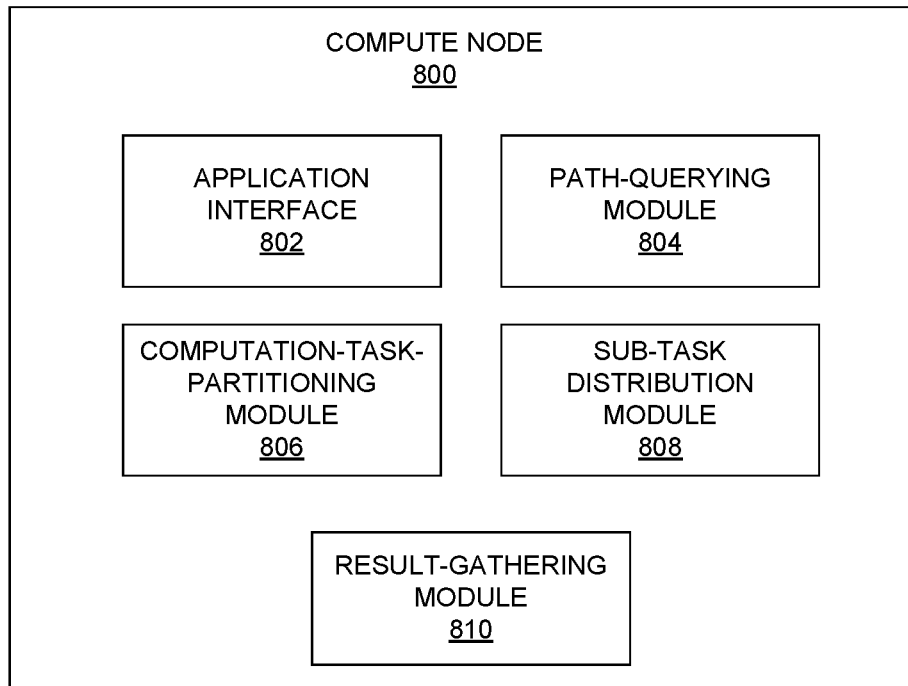 COMPUTE NODE
800
APPLICATION
INTERFACE
802
PATH-QUERYING
MODULE
804
COMPUTATION-TASK-
PARTITIONING
MODULE
806
SUB-TASK
DISTRIBUTION
MODULE
808
RESULT-GATHERING
MODULE
810